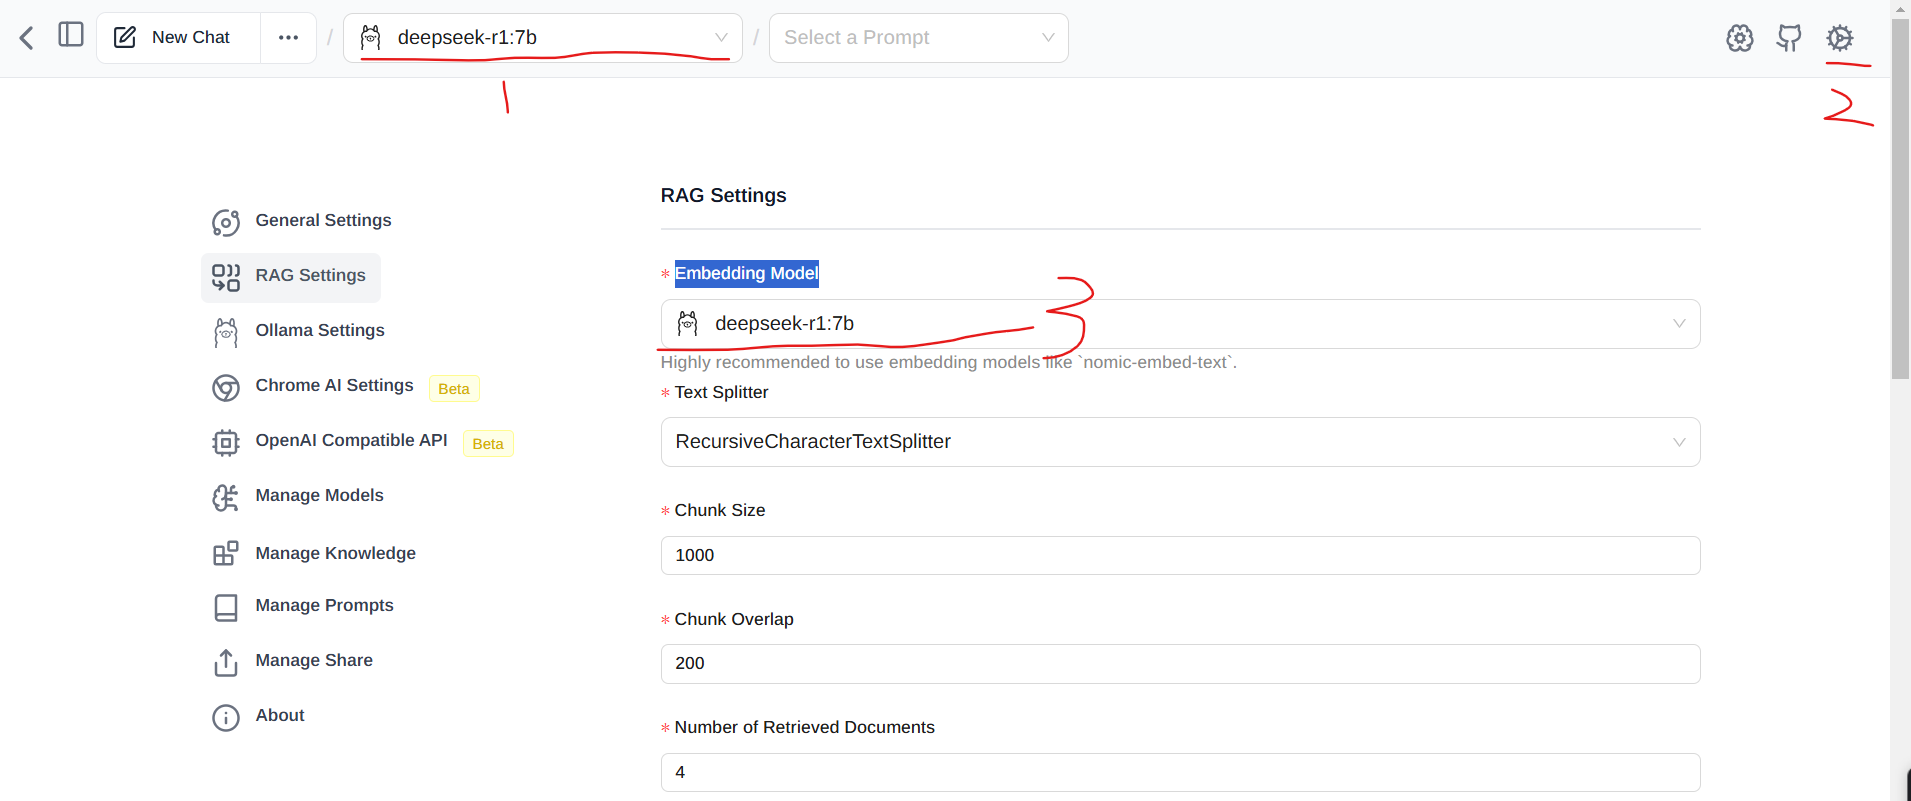 New Chat ••• / deepseek-r1:7b / Select a Prompt
1
2
RAG Settings
General Settings
RAG Settings
Ollama Settings
Chrome AI Settings Beta
OpenAI Compatible API Beta
Manage Models
Manage Knowledge
Manage Prompts
Manage Share
About
* Embedding Model
deepseek-r1:7b
3
Highly recommended to use embedding models like `nomic-embed-text`.
* Text Splitter
RecursiveCharacterTextSplitter
* Chunk Size
1000
* Chunk Overlap
200
* Number of Retrieved Documents
4